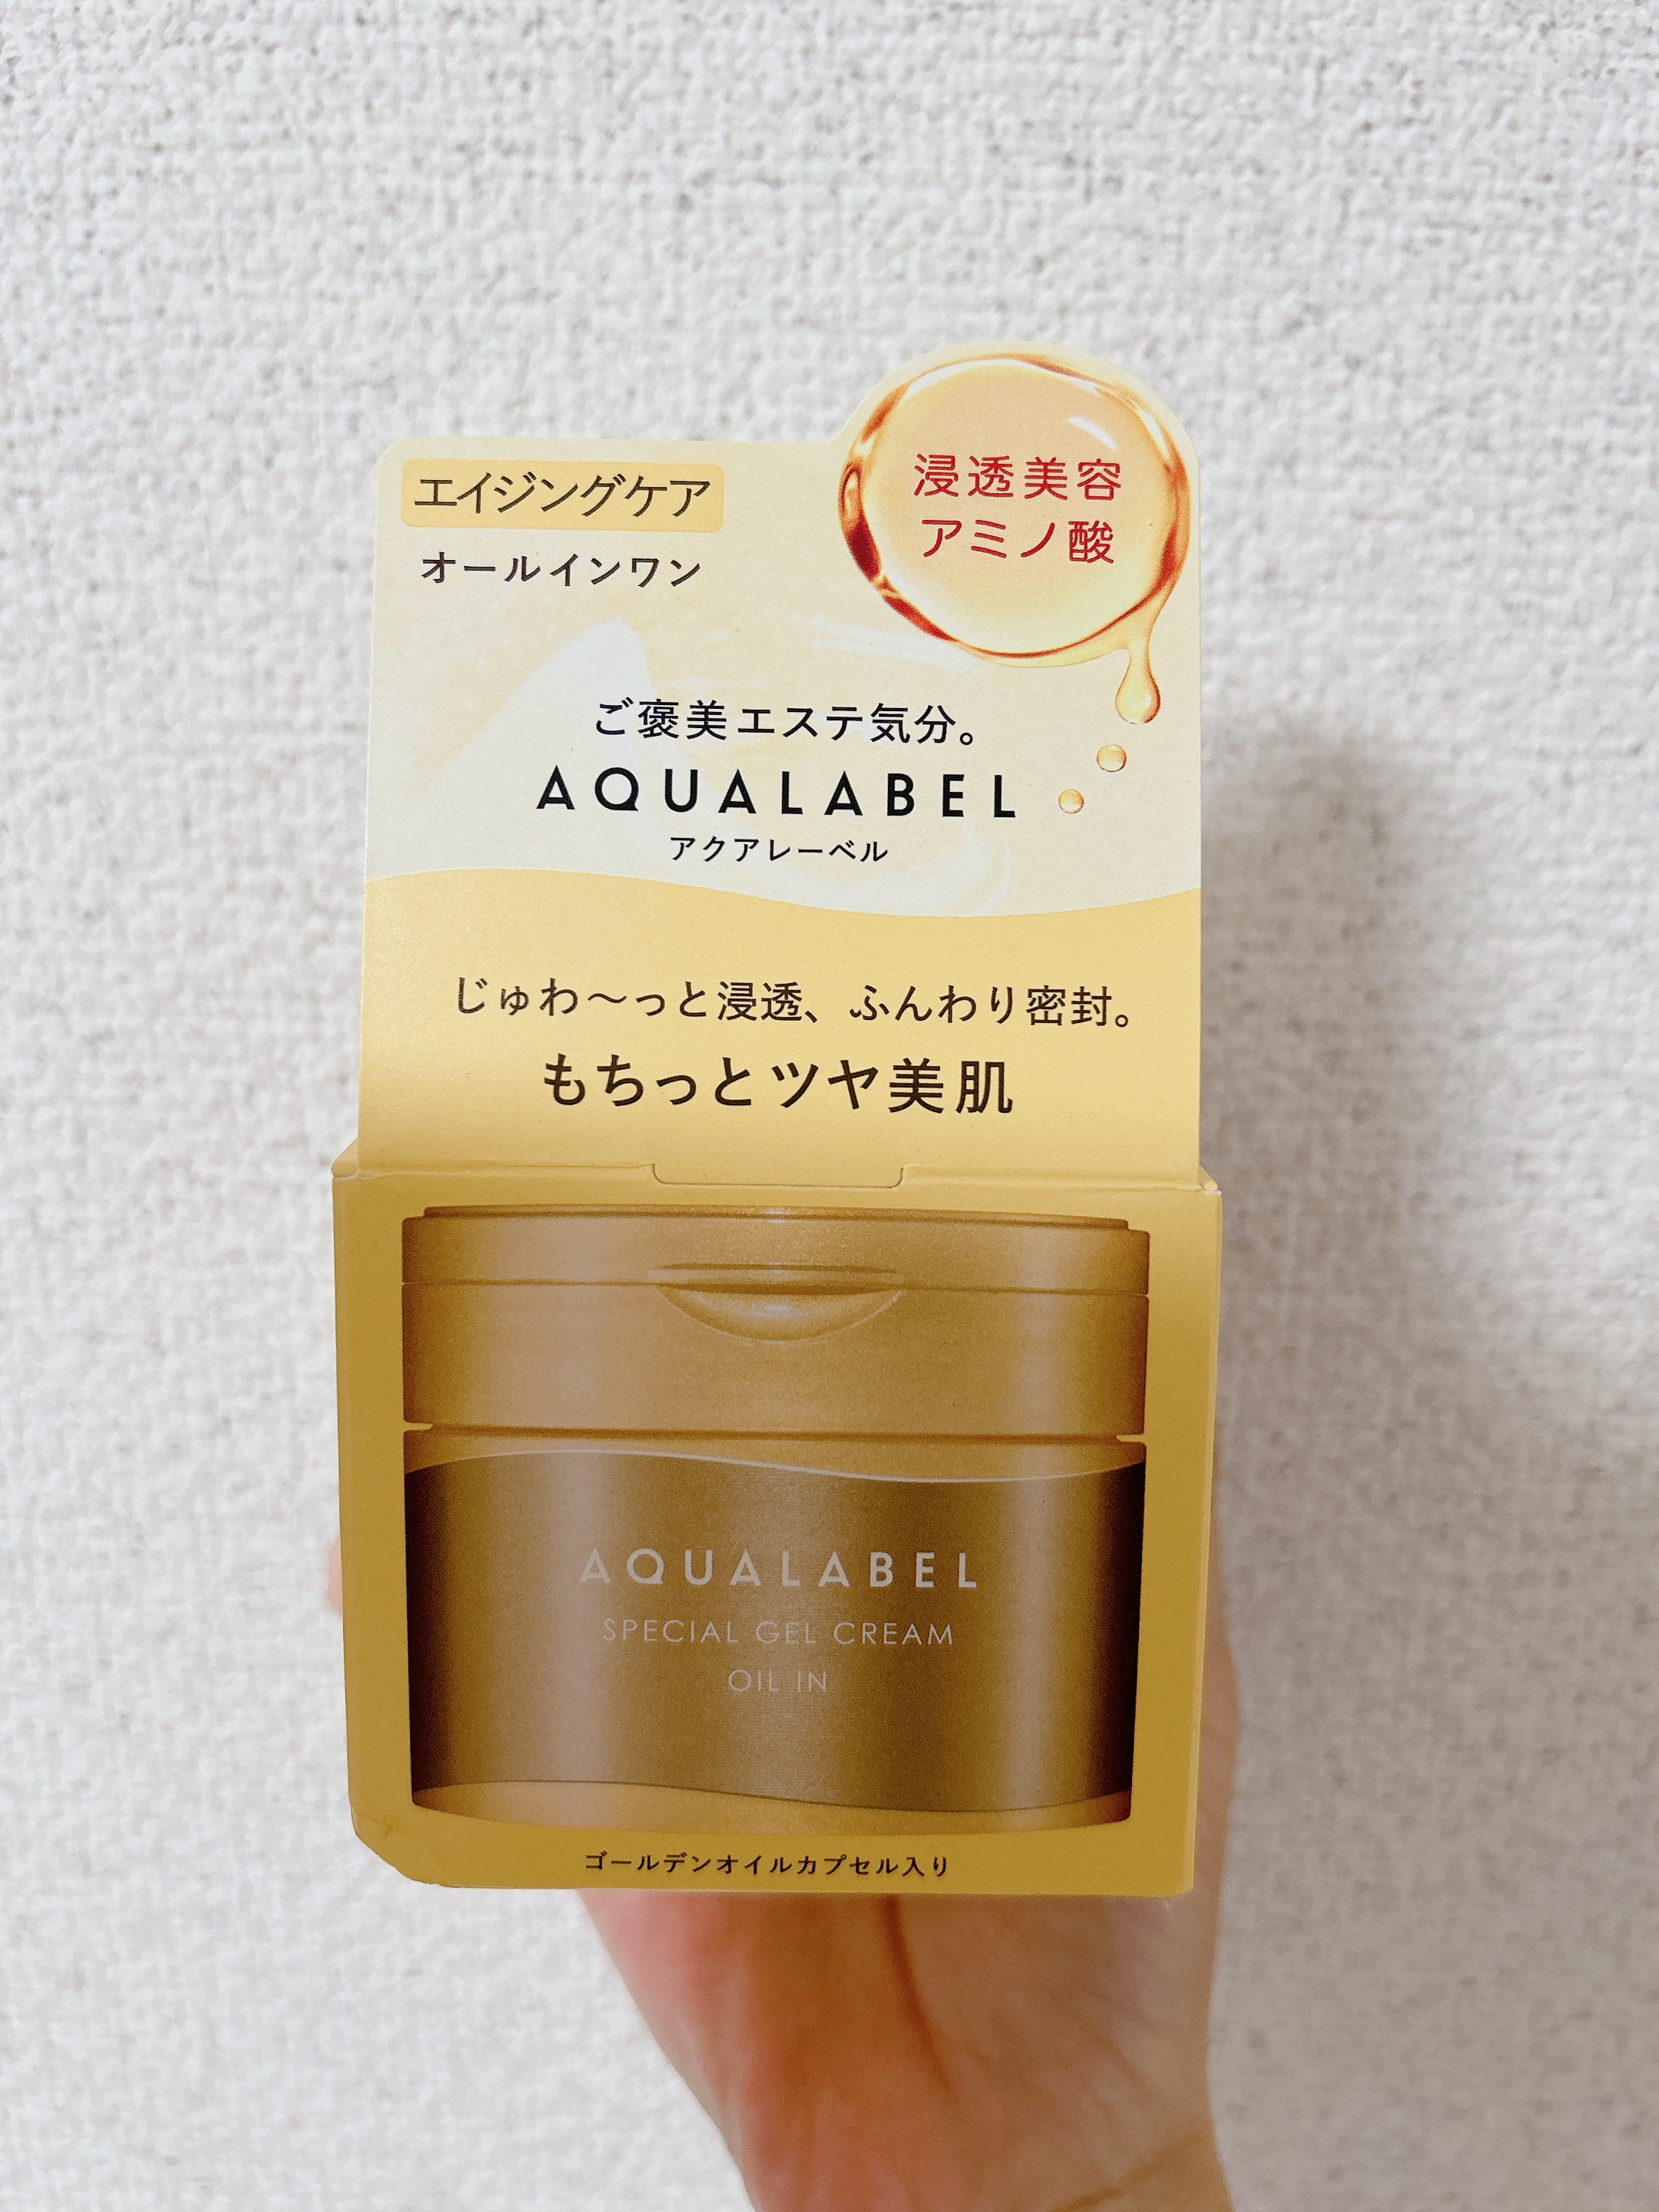 エイジングケア
オールインワン
浸透美容
アミノ酸
ご褒美エステ気分。
AQUALABEL
アクアレーベル
じゅわ～っと浸透、ふんわり密封。
もちっとツヤ美肌
AQUALABEL
SPECIAL GEL CREAM
OIL IN
ゴールデンオイルカプセル入り